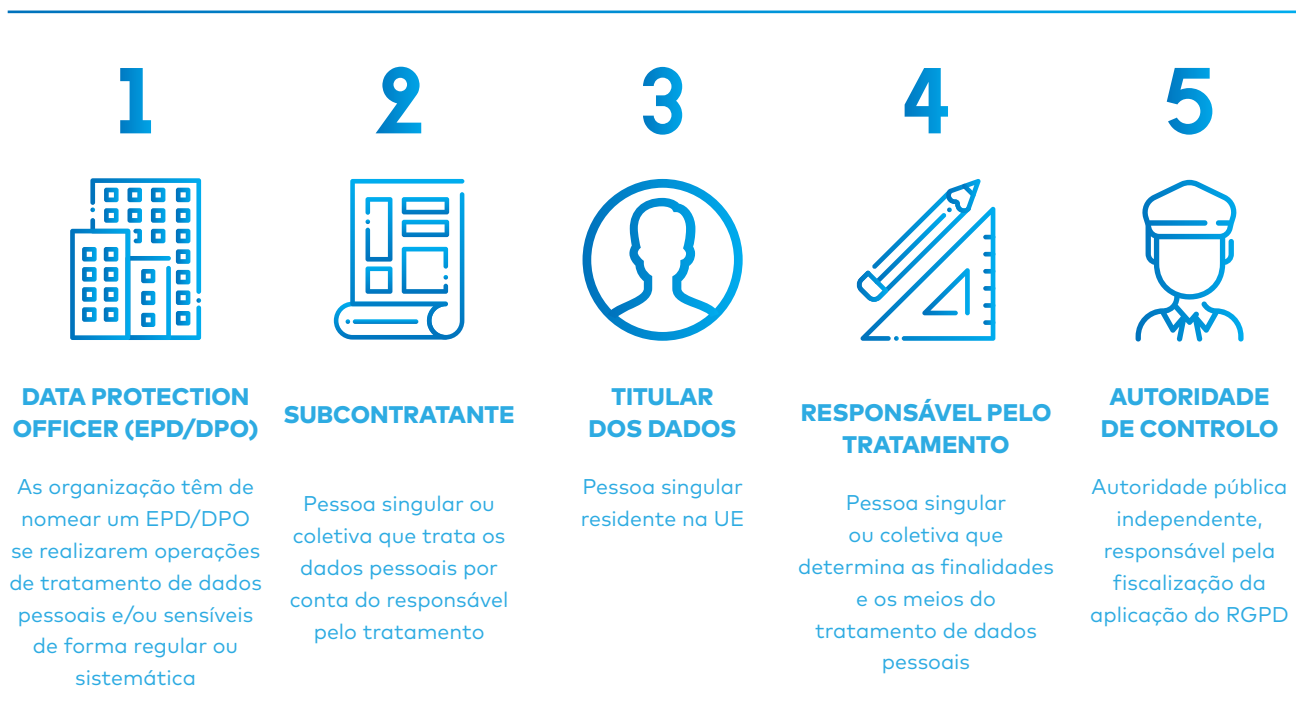 1
DATA PROTECTION
OFFICER (EPD/DPO)
As organização têm de
nomear um EPD/DPO
se realizarem operações
de tratamento de dados
pessoais e/ou sensíveis
de forma regular ou
sistemática
2
SUBCONTRATANTE
Pessoa singular ou
coletiva que trata os
dados pessoais por
conta do responsável
pelo tratamento
3
TITULAR
DOS DADOS
Pessoa singular
residente na UE
4
RESPONSÁVEL PELO
TRATAMENTO
Pessoa singular
ou coletiva que
determina as finalidades
e os meios do
tratamento de dados
pessoais
5
AUTORIDADE
DE CONTROLO
Autoridade pública
independente,
responsável pela
fiscalização da
aplicação do RGPD